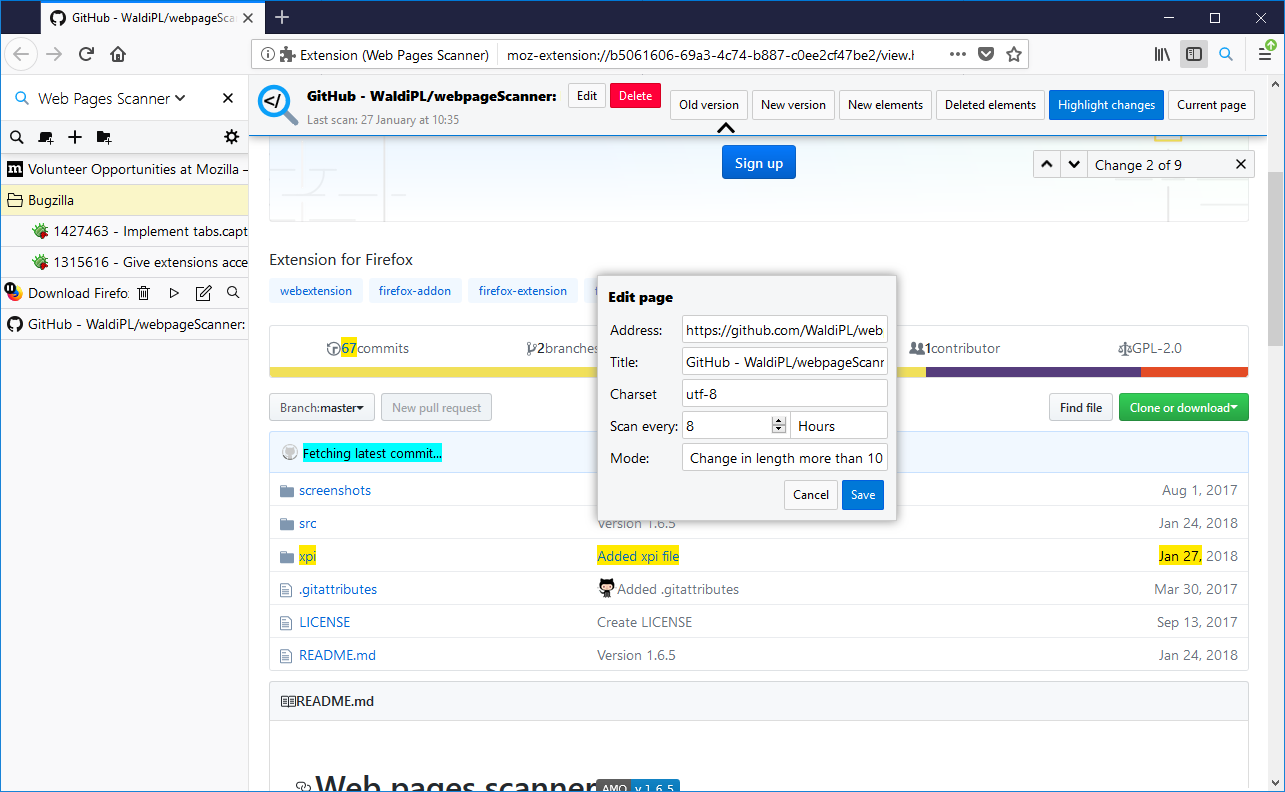 GitHub - WaldiPL/webpageSca
Extension (Web Pages Scanner)
moz-extension://b5061606-69a3-4c74-b887-c0ee2cf47be2/view.h
Web Pages Scanner
GitHub - WaldiPL/webpageScanner:
Edit
Delete
Old version
New version
New elements
Deleted elements
Highlight changes
Current page
Last scan: 27 January at 10:35
m Volunteer Opportunities at Mozilla –
Bugzilla
1427463 - Implement tabs.capt
1315616 - Give extensions acce
Download Firefo
GitHub - WaldiPL/webpageScanner:
Sign up
Change 2 of 9
Extension for Firefox
webextension
firefox-addon
firefox-extension
Edit page
Address: https://github.com/WaldiPL/web
Title: GitHub - WaldiPL/webpageScann
Charset utf-8
Scan every: 8 Hours
Mode: Change in length more than 10
Cancel Save
67commits
2branches
1contributor
GPL-2.0
Branch:master
New pull request
Find file
Clone or download
Fetching latest commit...
screenshots Aug 1, 2017
src Version 1.6.5 Jan 24, 2018
xpi Added xpi file Jan 27, 2018
.gitattributes Added .gitattributes Mar 30, 2017
LICENSE Create LICENSE Sep 13, 2017
README.md Version 1.6.5 Jan 24, 2018
README.md
Web pages scanner AMO v 1.6.5